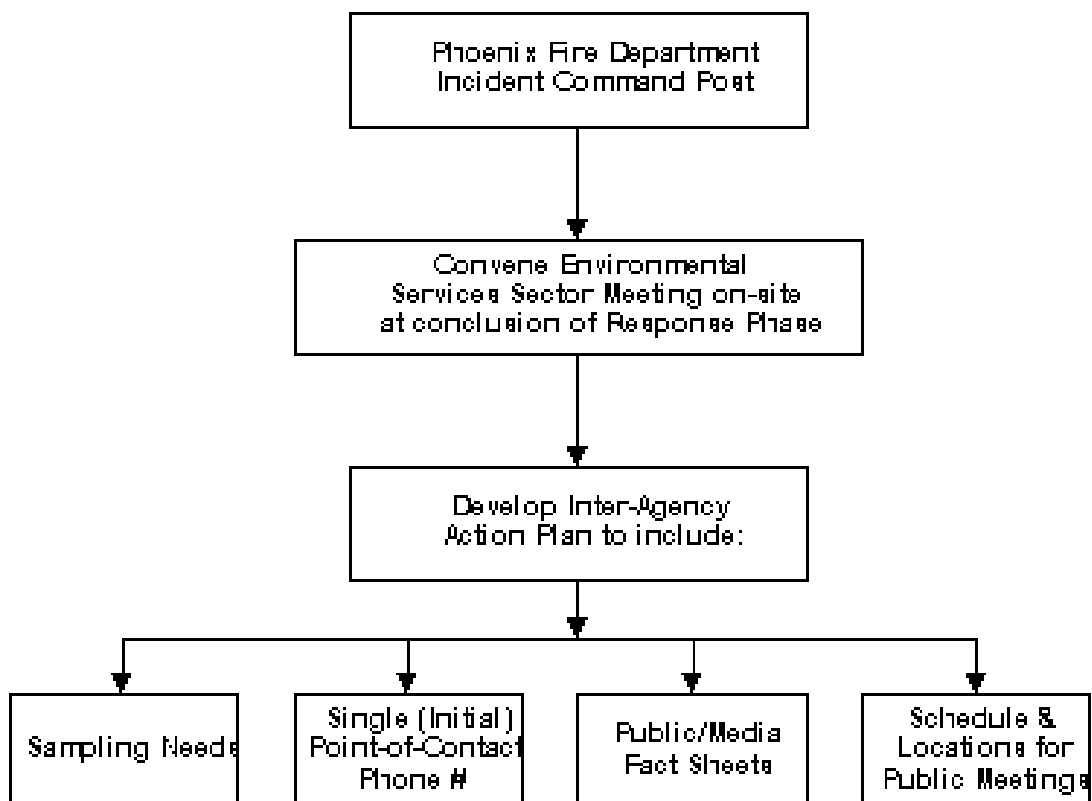 Phoenix Fire Department
Incident Command Post
Convene Environmental
Services Sector Meeting on-site
at conclusion of Response Phase
Develop Inter-Agency
Action Plan to include:
Sampling Needs
Single (Initial)
Point-of-Contact
Phone #
Public/Media
Fact Sheets
Schedule &
Locations for
Public Meetings